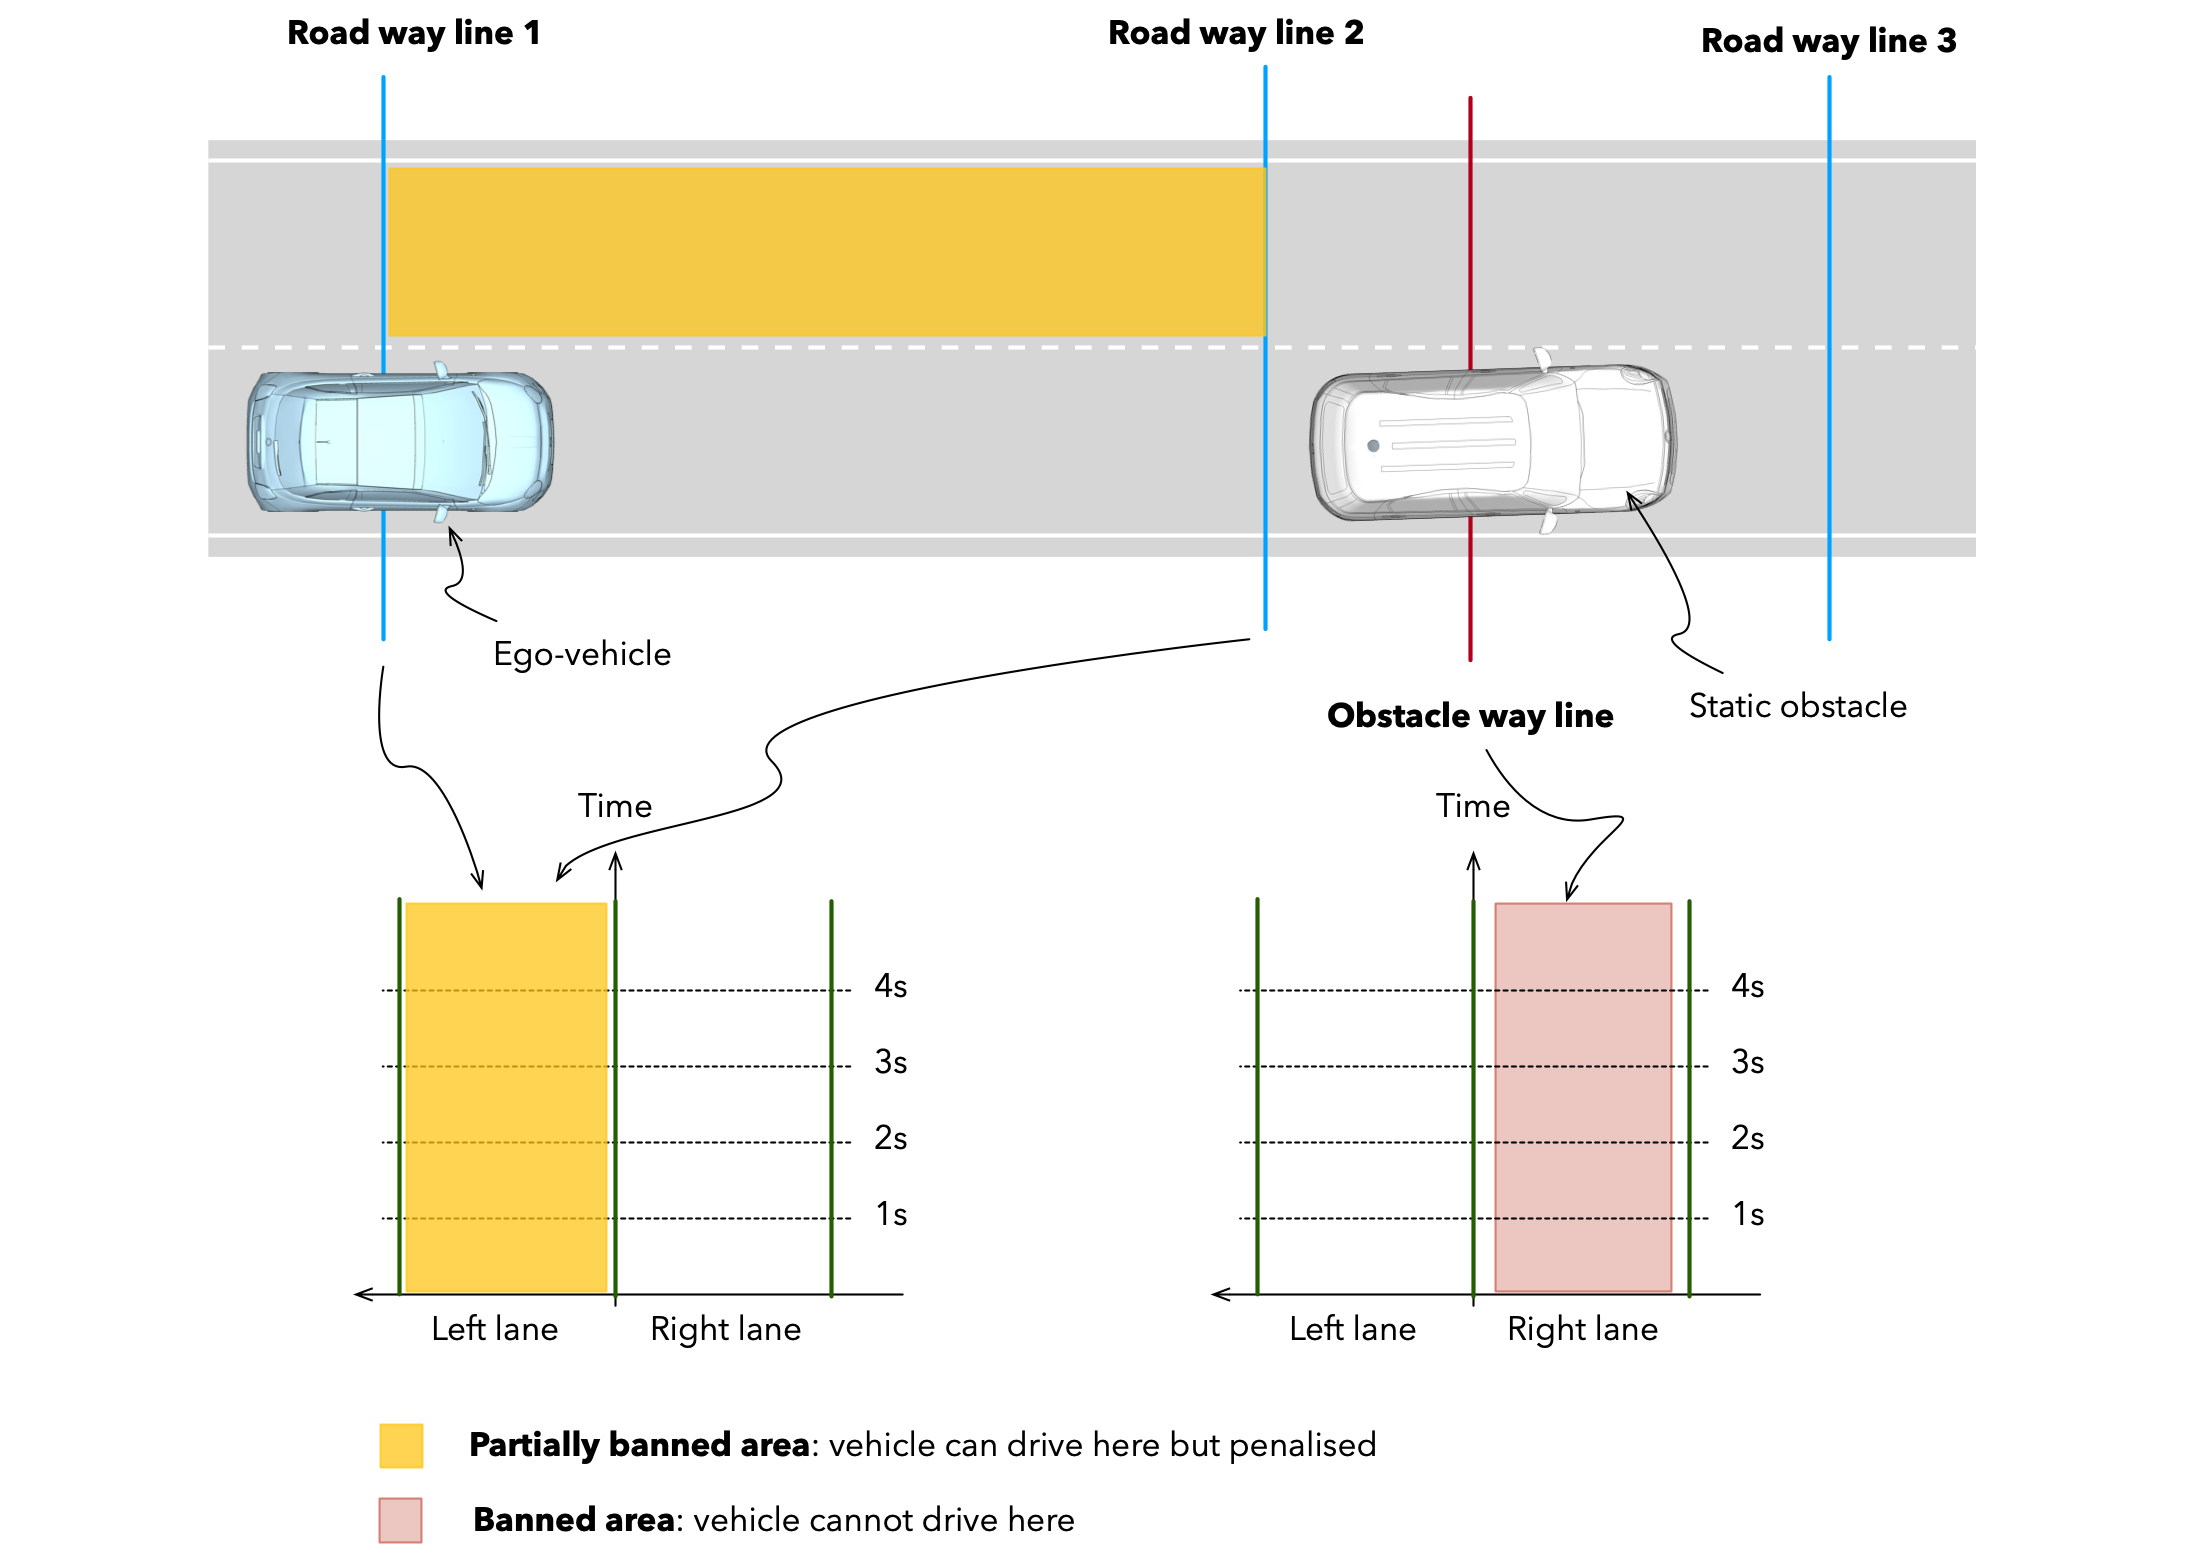 Road way line 1
Road way line 2
Road way line 3
Ego-vehicle
Static obstacle
Obstacle way line
Time
Time
4s
3s
2s
1s
Left lane
Right lane
4s
3s
2s
1s
Left lane
Right lane
Partially banned area: vehicle can drive here but penalised
Banned area: vehicle cannot drive here